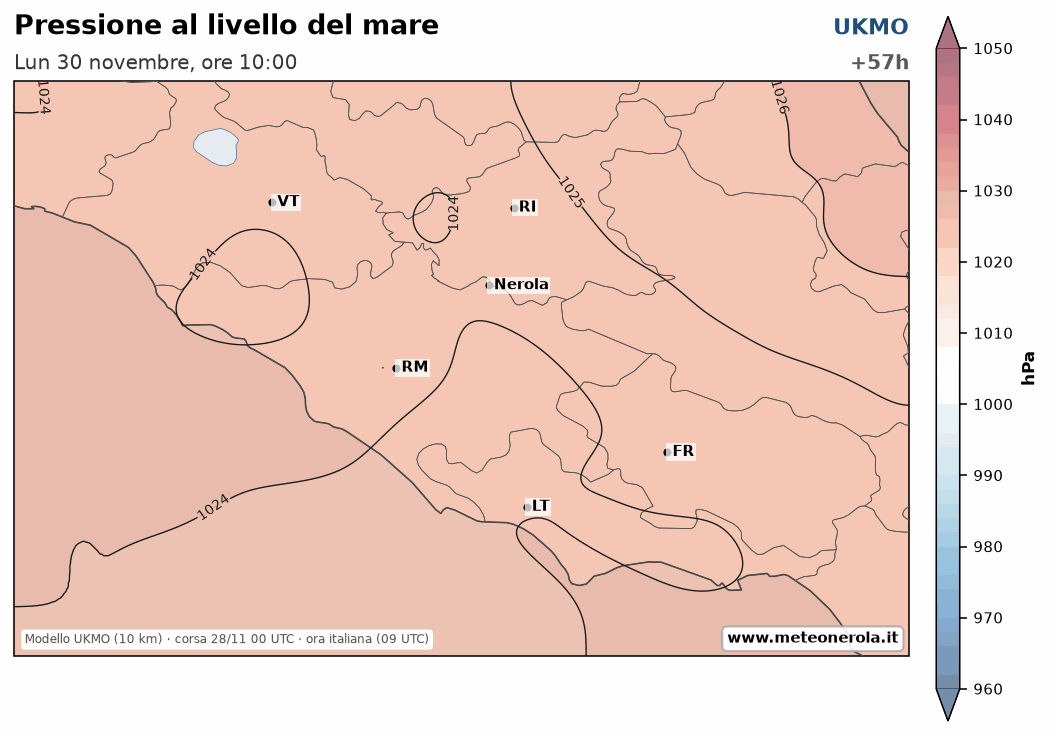 Pressione al livello del mare
UKMO
Lun 30 novembre, ore 10:00
+57h
1024
1026
1025
1024
1024
1024
VT
RI
Nerola
RM
FR
LT
Modello UKMO (10 km) · corsa 28/11 00 UTC · ora italiana (09 UTC)
www.meteonerola.it
1050
1040
1030
1020
1010
1000
990
980
970
960
hPa